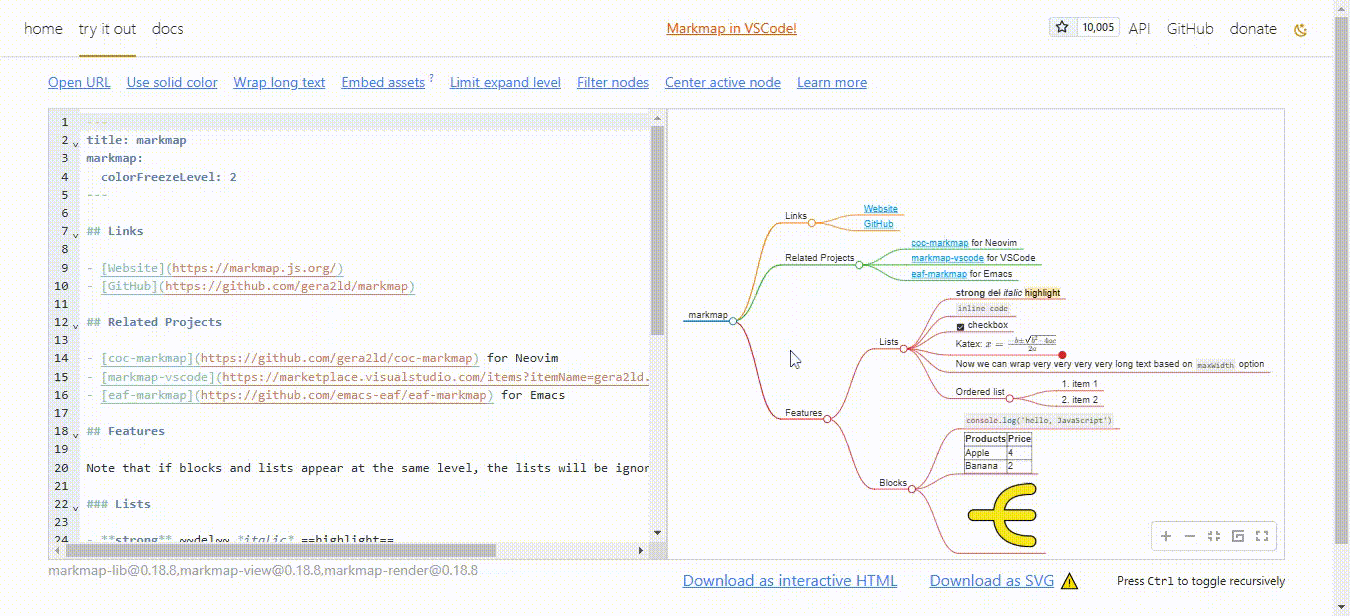 home try it out docs Markmap in VSCode! 10,005 API GitHub donate
Open URL Use solid color Wrap long text Embed assets ? Limit expand level Filter nodes Center active node Learn more
1 ---
2 title: markmap
3 markmap:
4 colorFreezeLevel: 2
5 ---
6
7 ## Links
8
9 - [Website](https://markmap.js.org/)
10 - [GitHub](https://github.com/gera2ld/markmap)
11
12 ## Related Projects
13
14 - [coc-markmap](https://github.com/gera2ld/coc-markmap) for Neovim
15 - [markmap-vscode](https://marketplace.visualstudio.com/items?itemName=gera2ld.
16 - [eaf-markmap](https://github.com/emacs-eaf/eaf-markmap) for Emacs
17
18 ## Features
19
20 Note that if blocks and lists appear at the same level, the lists will be ignor
21
22 ### Lists
23
24 - **strong** ~~del~~ *italic* ==highlight==
markmap
Links
Website
GitHub
Related Projects
coc-markmap for Neovim
markmap-vscode for VSCode
eaf-markmap for Emacs
Features
Lists
strong del italic highlight
inline code
checkbox
Katex: x = -b±√b²-4ac / 2a
Now we can wrap very very very very long text based on maxWidth option
Ordered list
1. item 1
2. item 2
Blocks
console.log('hello, JavaScript')
Products Price
Apple 4
Banana 2
markmap-lib@0.18.8,markmap-view@0.18.8,markmap-render@0.18.8
Download as interactive HTML Download as SVG Press Ctrl to toggle recursively